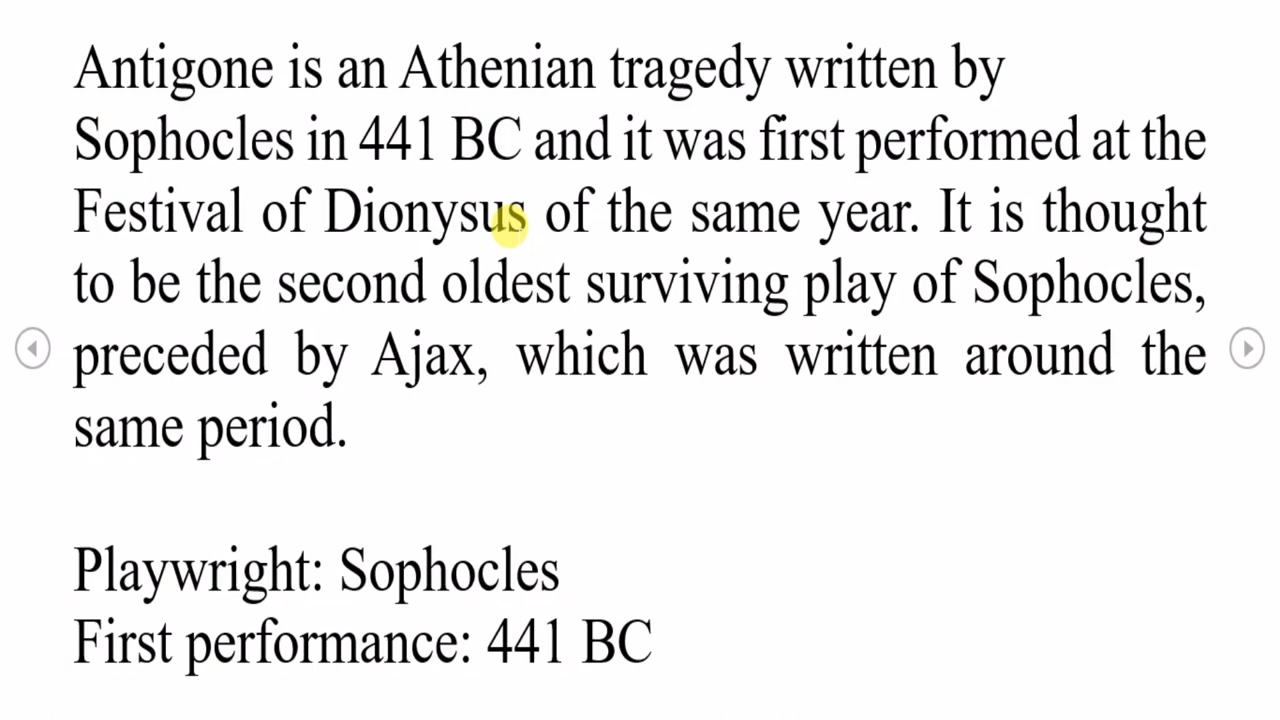 Antigone is an Athenian tragedy written by
Sophocles in 441 BC and it was first performed at the
Festival of Dionysus of the same year. It is thought
to be the second oldest surviving play of Sophocles,
preceded by Ajax, which was written around the
same period.
Playwright: Sophocles
First performance: 441 BC